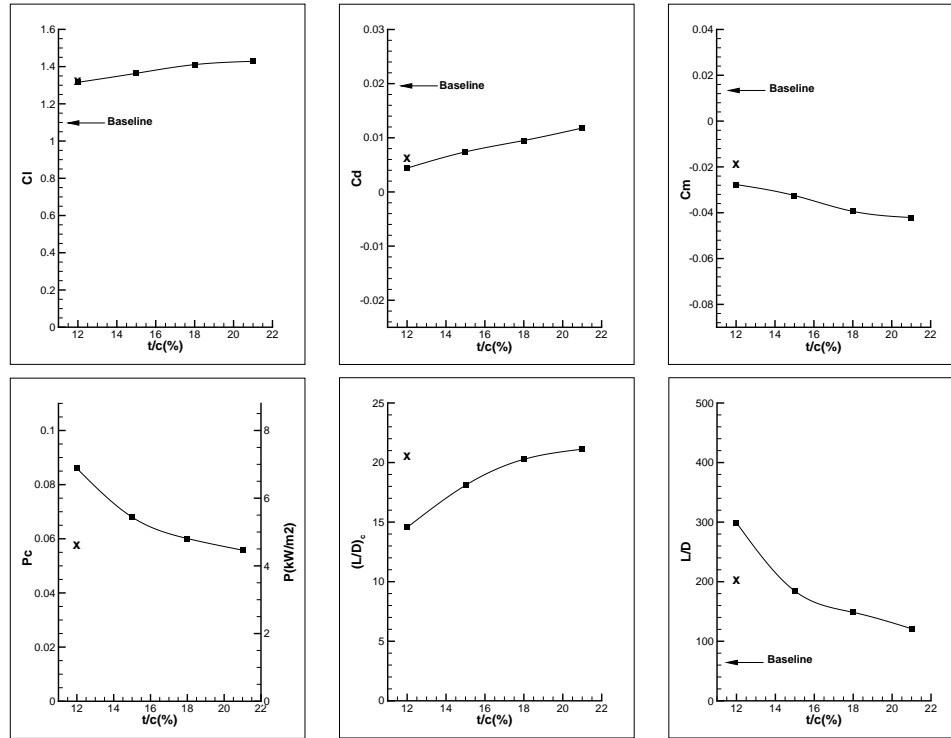 1.6
1.4
1.2
1
0.8
0.6
0.4
0.2
0
Cl
x
Baseline
12 14 16 18 20 22
t/c(%)
0.03
0.02
0.01
0
-0.01
-0.02
Cd
Baseline
x
12 14 16 18 20 22
t/c(%)
0.04
0.02
0
-0.02
-0.04
-0.06
-0.08
Cm
Baseline
x
12 14 16 18 20 22
t/c(%)
0.1
0.08
0.06
0.04
0.02
0
Pc
x
8
6
4
2
0
P(kW/m2)
12 14 16 18 20 22
t/c(%)
25
20
15
10
5
0
(L/D)c
x
12 14 16 18 20 22
t/c(%)
500
400
300
200
100
0
L/D
x
Baseline
12 14 16 18 20 22
t/c(%)